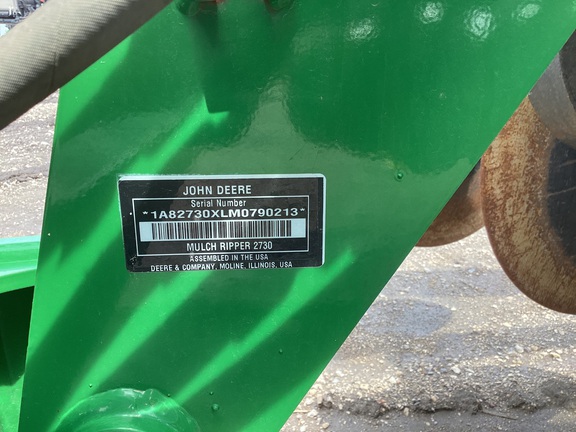 JOHN DEERE
Serial Number
*1A82730XLM0790213*
MULCH RIPPER 2730
ASSEMBLED IN THE USA
DEERE & COMPANY, MOLINE, ILLINOIS, USA